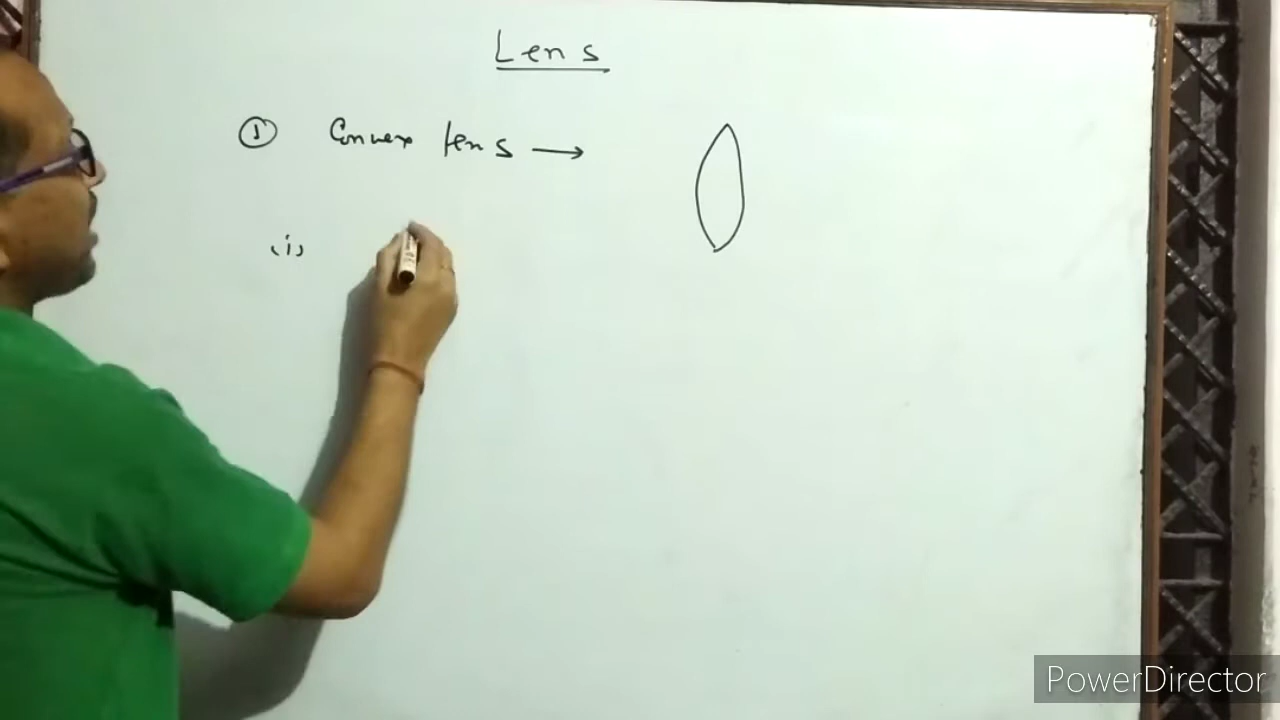 Lens
① Convex lens →
(i)
PowerDirector